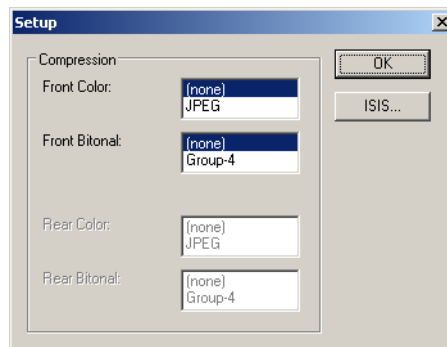 Setup
Compression
Front Color:
(none)
JPEG
Front Bitonal:
(none)
Group-4
Rear Color:
(none)
JPEG
Rear Bitonal:
(none)
Group-4
OK
ISIS...